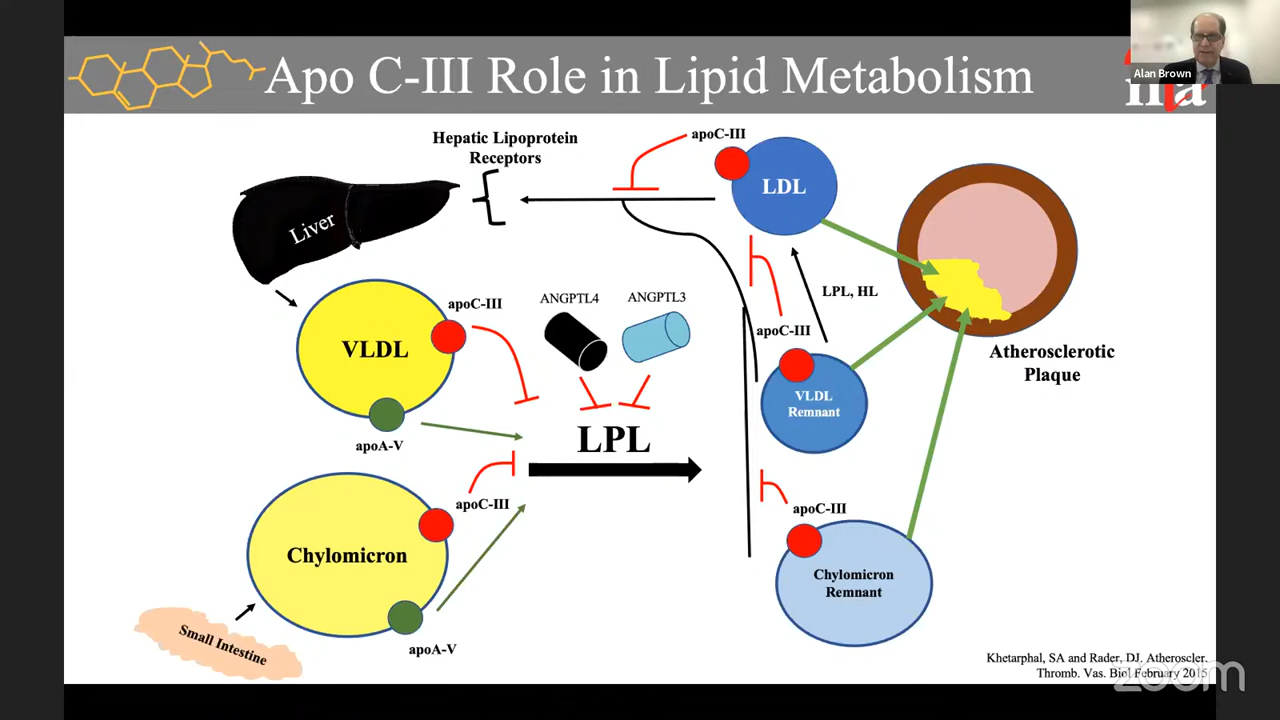 Apo C-III Role in Lipid Metabolism
Alan Brown
Hepatic Lipoprotein
Receptors
apoC-III
LDL
Liver
LPL, HL
VLDL
apoC-III
ANGPTL4
ANGPTL3
apoC-III
VLDL
Remnant
Atherosclerotic
Plaque
apoA-V
LPL
apoC-III
apoC-III
Chylomicron
Chylomicron
Remnant
Small Intestine
apoA-V
Khetarphal, SA and Rader, DJ. Atheroscler.
Thromb. Vas. Biol February 2015
zoom